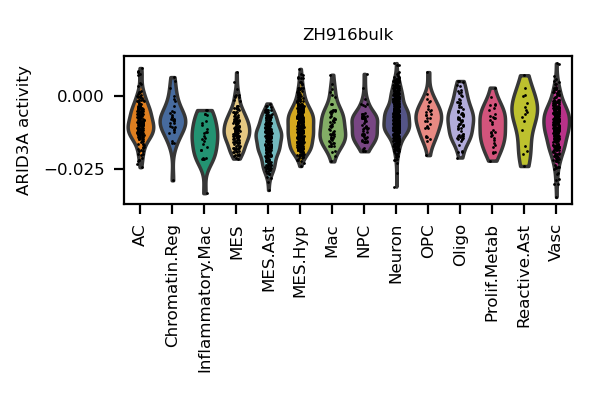 ZH916bulk
ARID3A activity
0.000
−0.025
AC
Chromatin.Reg
Inflammatory.Mac
MES
MES.Ast
MES.Hyp
Mac
NPC
Neuron
OPC
Oligo
Prolif.Metab
Reactive.Ast
Vasc